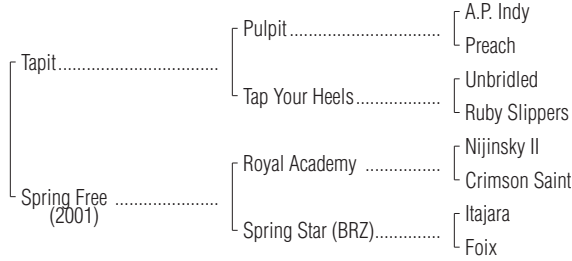 A.P. Indy
Pulpit
Preach
Tapit
Unbridled
Tap Your Heels
Ruby Slippers
Nijinsky II
Royal Academy
Crimson Saint
Spring Free
(2001)
Itajara
Spring Star (BRZ)
Foix